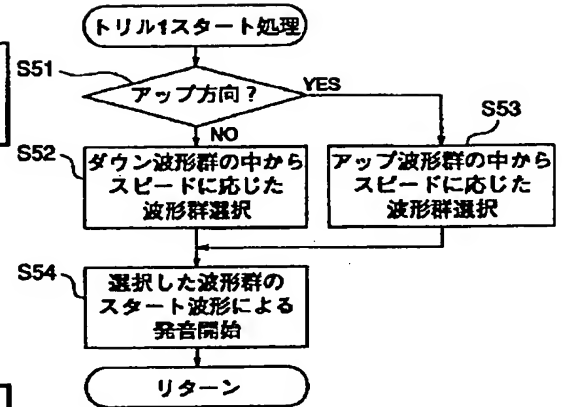 トリル1スタート処理
S51
アップ方向?
YES
NO
S53
S52
ダウン波形群の中から
スピードに応じた
波形群選択
アップ波形群の中から
スピードに応じた
波形群選択
S54
選択した波形群の
スタート波形による
発音開始
リターン